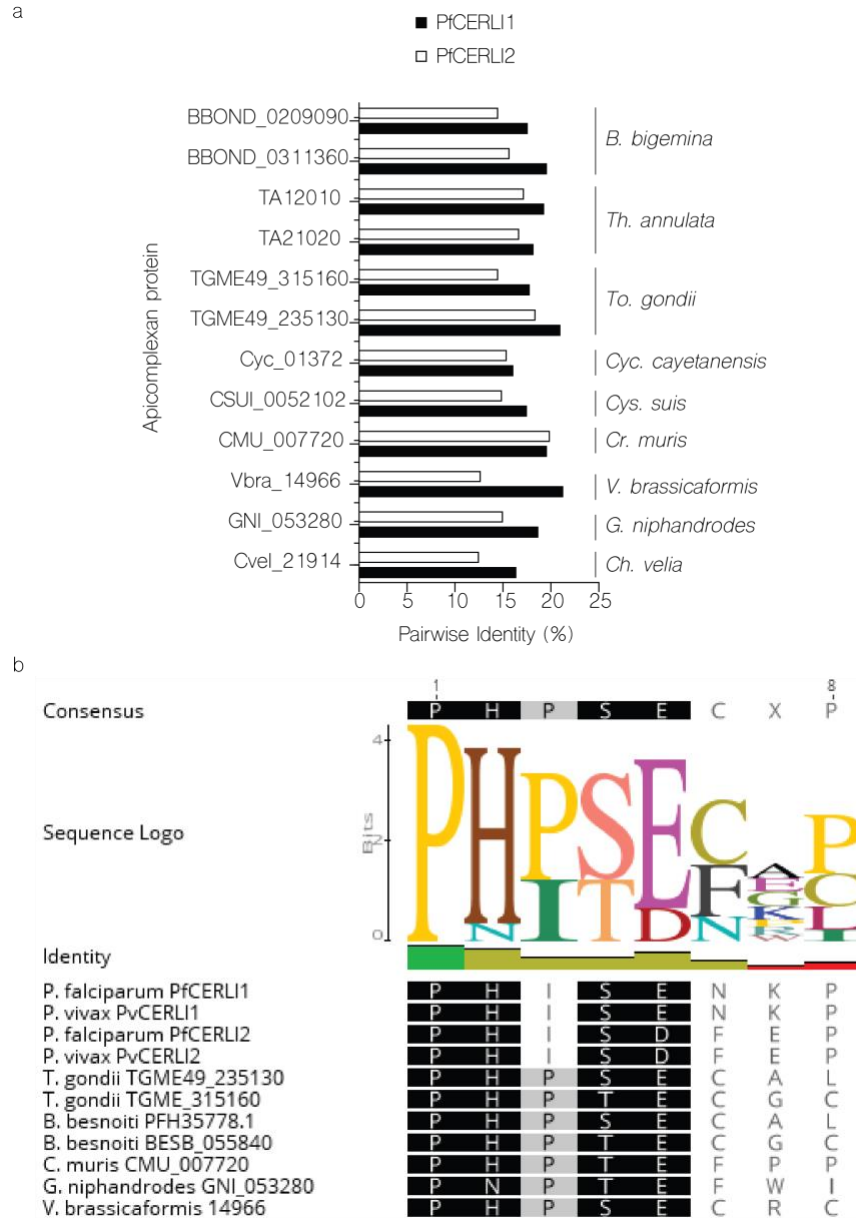 a
PfCERLI1
PfCERLI2
Apicomplexan protein
BBOND_0209090
BBOND_0311360
B. bigemina
TA12010
TA21020
Th. annulata
TGME49_315160
TGME49_235130
To. gondii
Cyc_01372
Cyc. cayetanensis
CSUI_0052102
Cys. suis
CMU_007720
Cr. muris
Vbra_14966
V. brassicaformis
GNI_053280
G. niphandrodes
Cvel_21914
Ch. velia
0 5 10 15 20 25
Pairwise Identity (%)
b
1 8
Consensus P H P S E C X P
Sequence Logo
Bits
4
2
0
P H P S E C A P
E C
G
I T F K L
N D N R I
W
Identity
P. falciparum PfCERLI1 P H I S E N K P
P. vivax PvCERLI1 P H I S E N K P
P. falciparum PfCERLI2 P H I S D F E P
P. vivax PvCERLI2 P H I S D F E P
T. gondii TGME49_235130 P H P S E C A L
T. gondii TGME_315160 P H P T E C G C
B. besnoiti PFH35778.1 P H P S E C A L
B. besnoiti BESB_055840 P H P T E C G C
C. muris CMU_007720 P H P T E F P P
G. niphandrodes GNI_053280 P N P T E F W I
V. brassicaformis 14966 P H P T E C R C